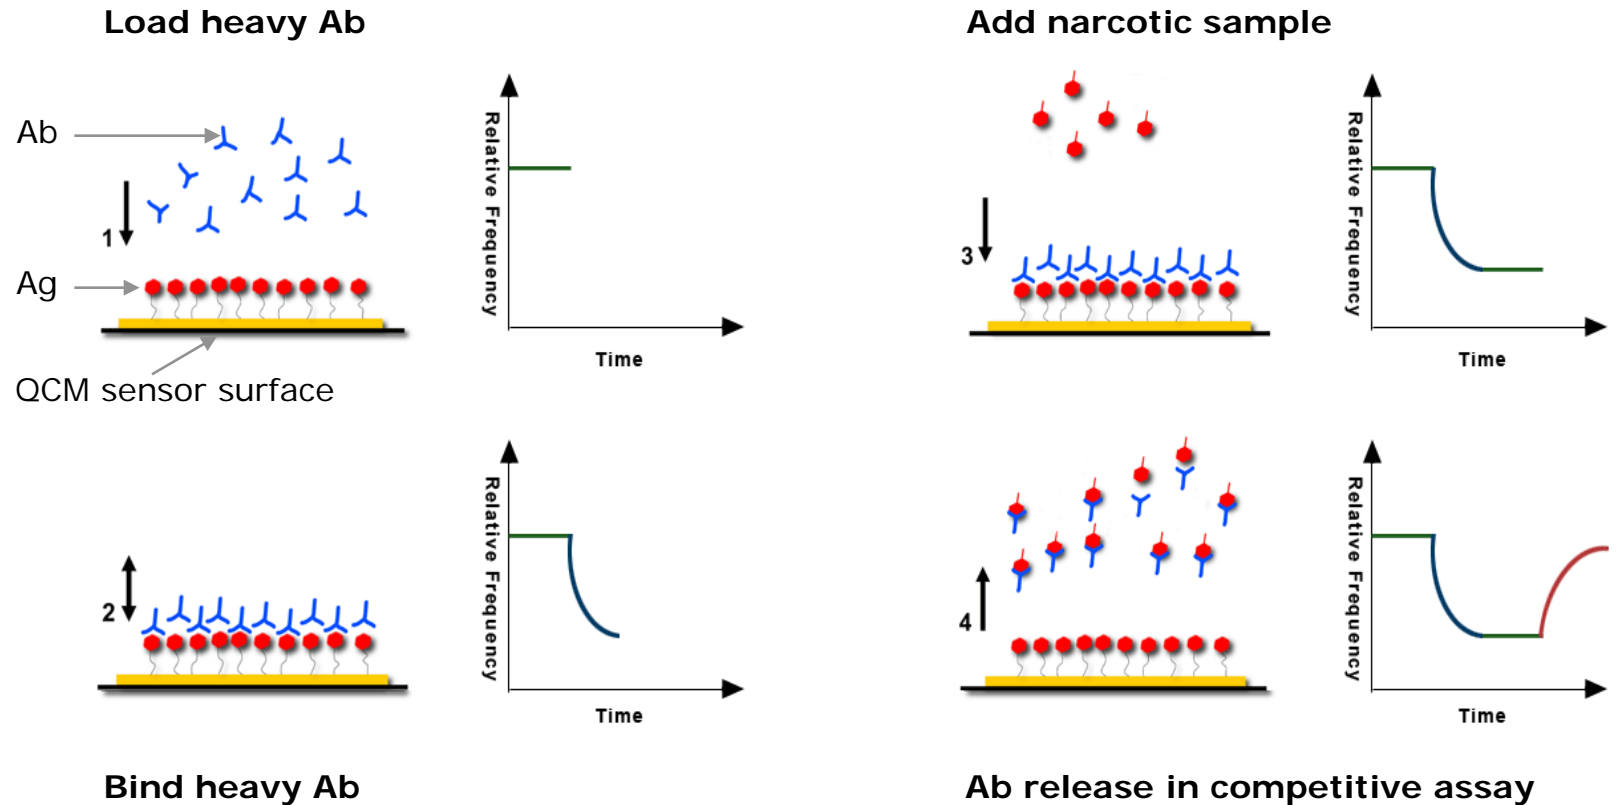 Load heavy Ab
Ab
1
Ag
QCM sensor surface
Relative Frequency
Time
Add narcotic sample
3
Relative Frequency
Time
2
Relative Frequency
Time
Bind heavy Ab
4
Relative Frequency
Time
Ab release in competitive assay